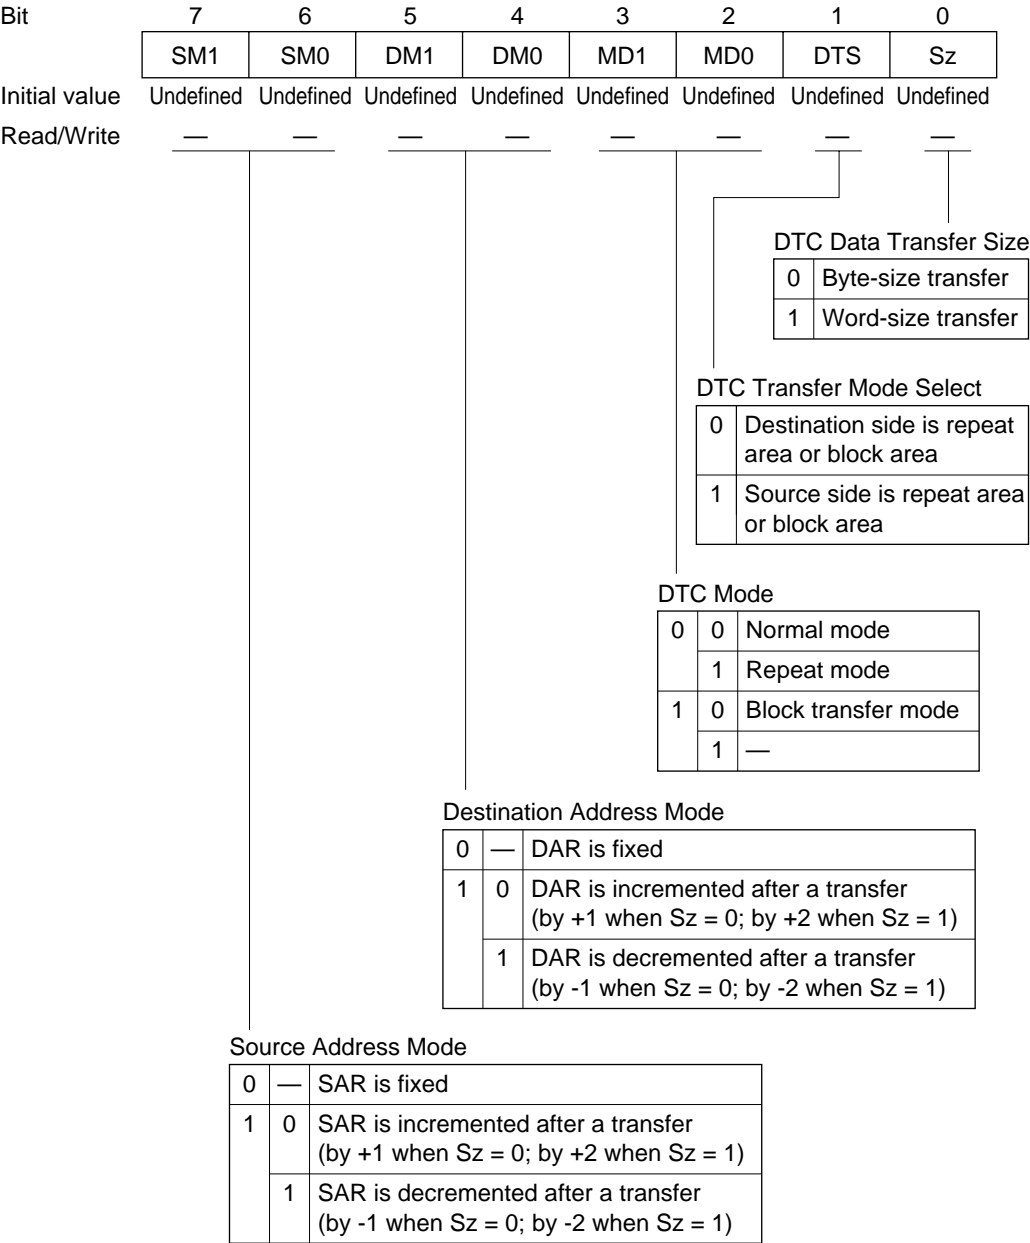 Bit 7 6 5 4 3 2 1 0
SM1 SM0 DM1 DM0 MD1 MD0 DTS Sz
Initial value Undefined Undefined Undefined Undefined Undefined Undefined Undefined Undefined
Read/Write — — — — — — — —
DTC Data Transfer Size
0 Byte-size transfer
1 Word-size transfer
DTC Transfer Mode Select
0 Destination side is repeat
area or block area
1 Source side is repeat area
or block area
DTC Mode
0 0 Normal mode
1 Repeat mode
1 0 Block transfer mode
1 —
Destination Address Mode
0 — DAR is fixed
1 0 DAR is incremented after a transfer
(by +1 when Sz = 0; by +2 when Sz = 1)
1 DAR is decremented after a transfer
(by -1 when Sz = 0; by -2 when Sz = 1)
Source Address Mode
0 — SAR is fixed
1 0 SAR is incremented after a transfer
(by +1 when Sz = 0; by +2 when Sz = 1)
1 SAR is decremented after a transfer
(by -1 when Sz = 0; by -2 when Sz = 1)